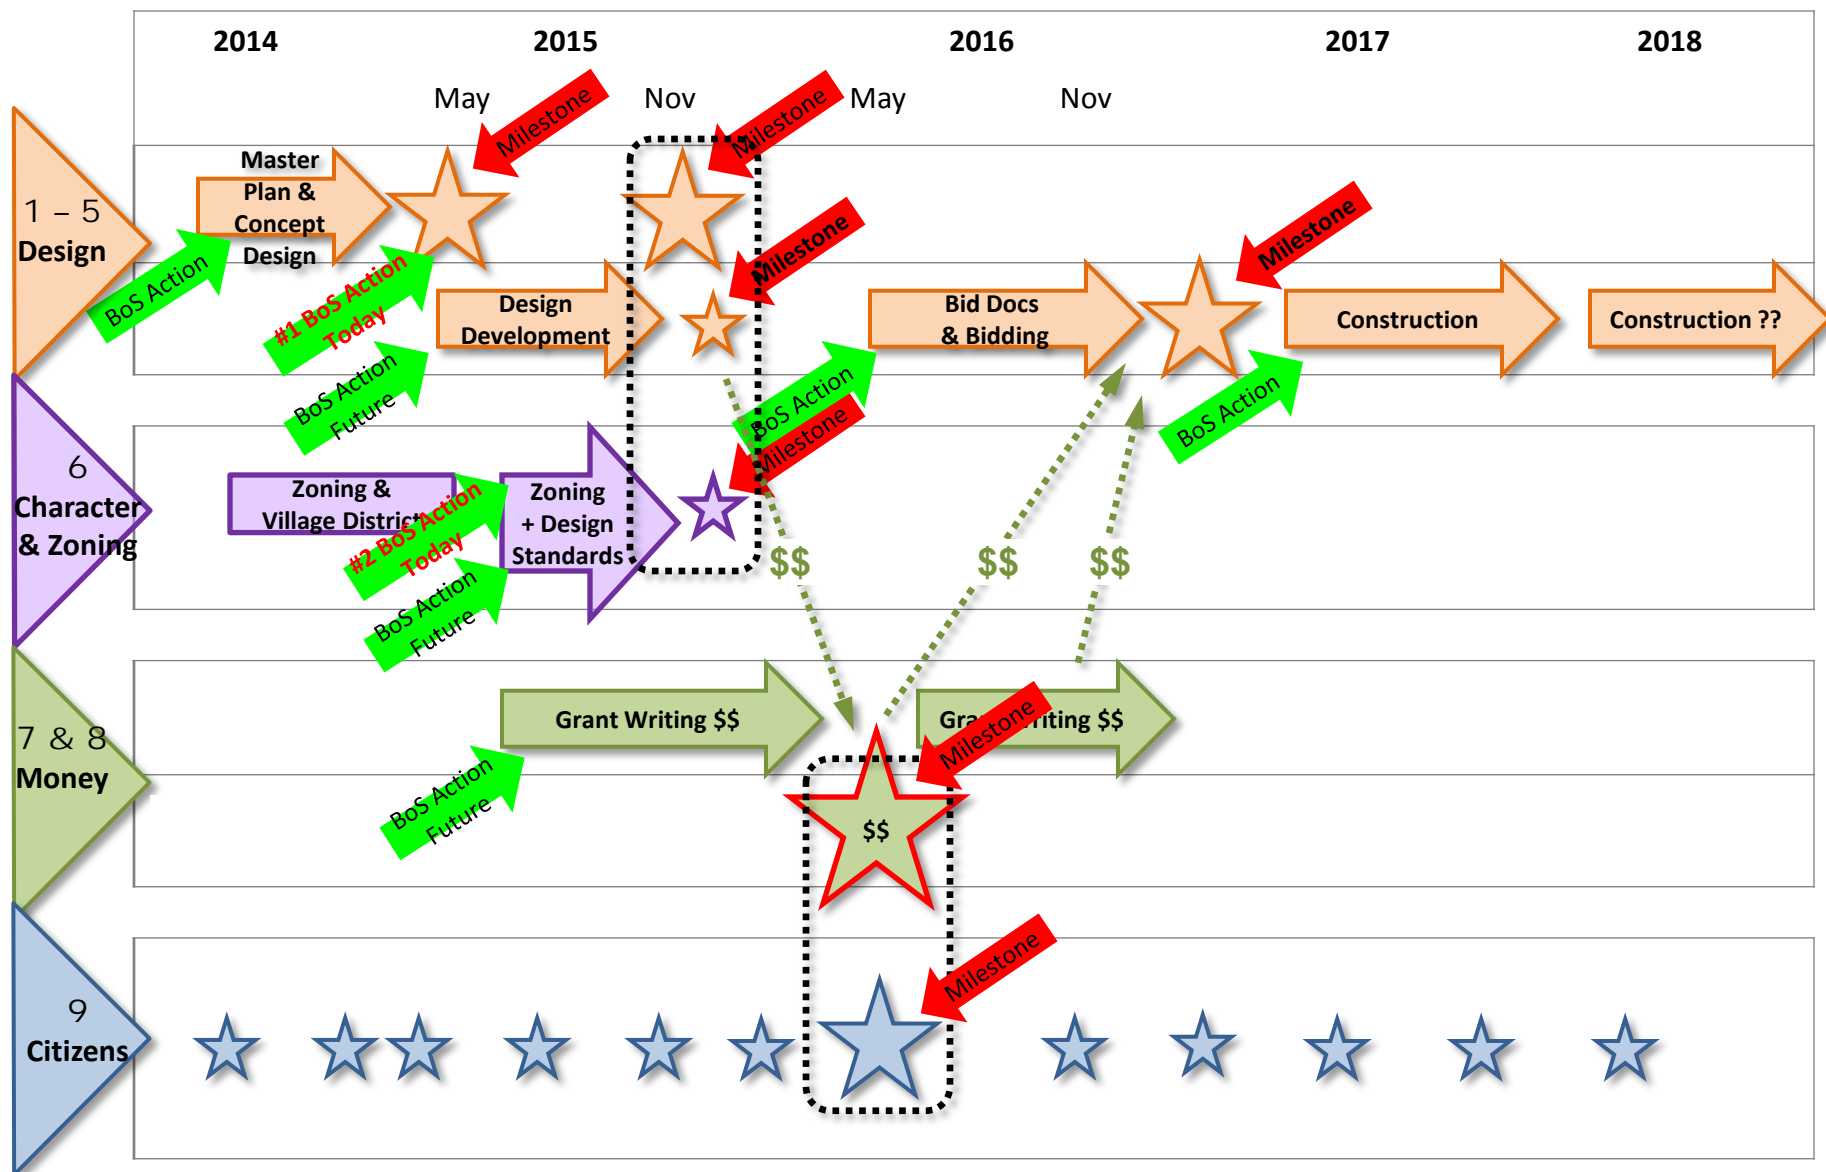 2014 2015 2016 2017 2018
May Nov May Nov
Milestone
Milestone
1 – 5
Design
Master
Plan &
Concept
Design
BoS Action
#1 BoS Action
Today
Milestone
Milestone
Design
Development
Bid Docs
& Bidding
Construction
Construction ??
BoS Action
Future
BoS Action
BoS Action
Milestone
6
Character
& Zoning
Zoning &
Village District
#2 BoS Action
Today
Zoning
+ Design
Standards
BoS Action
Future
$$ $$ $$
7 & 8
Money
Grant Writing $$
Grant Writing $$
Milestone
BoS Action
Future
$$
9
Citizens
Milestone